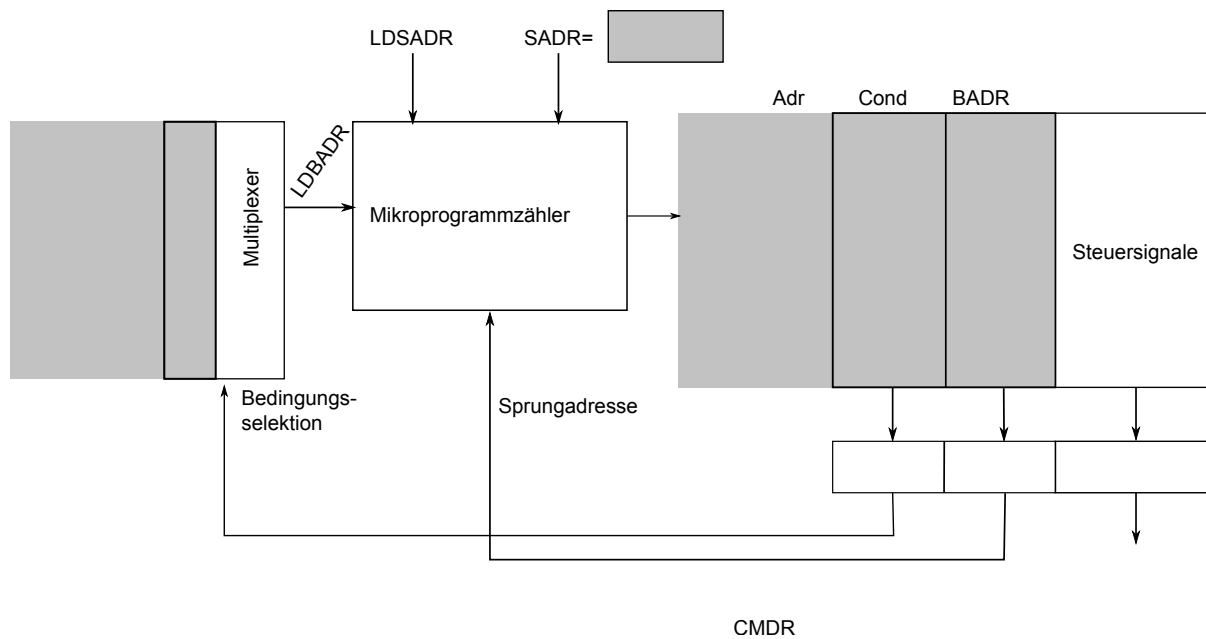 LDSADR
SADR=
Adr
Cond
BADR
Multiplexer
LDBADR
Mikroprogrammzähler
Steuersignale
Bedingungs-
selektion
Sprungadresse
CMDR